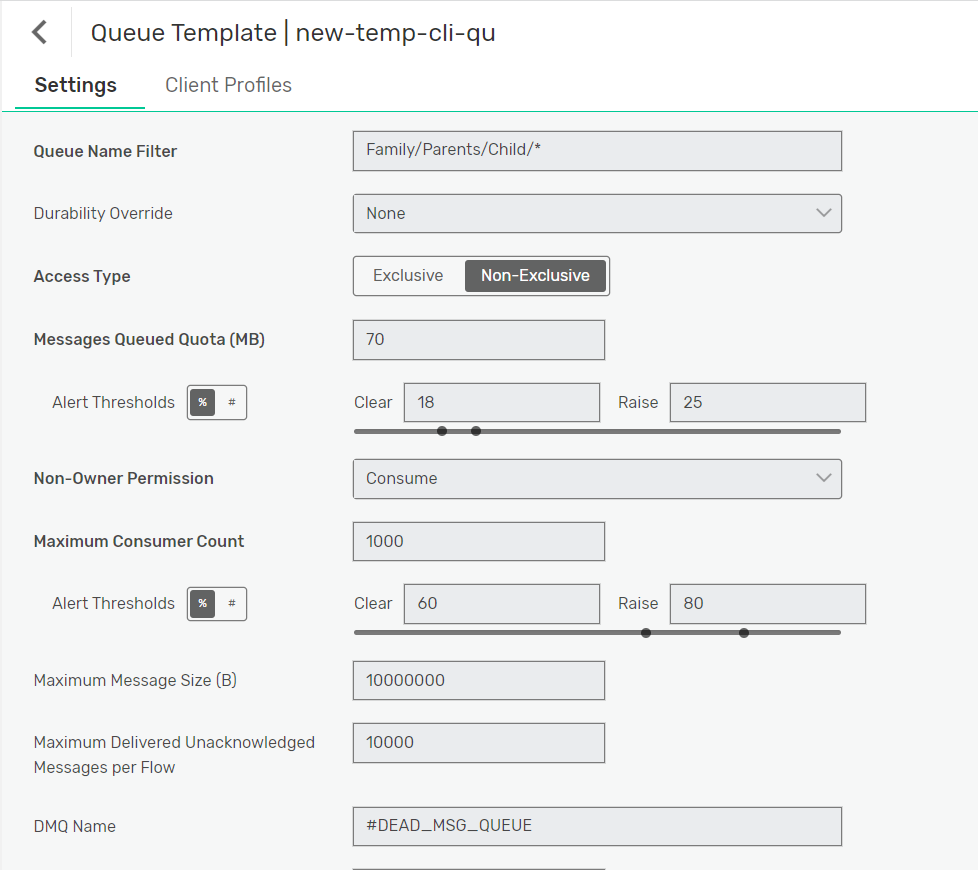 Queue Template | new-temp-cli-qu
Settings Client Profiles
Queue Name Filter Family/Parents/Child/*
Durability Override None
Access Type Exclusive Non-Exclusive
Messages Queued Quota (MB) 70
Alert Thresholds % # Clear 18 Raise 25
Non-Owner Permission Consume
Maximum Consumer Count 1000
Alert Thresholds % # Clear 60 Raise 80
Maximum Message Size (B) 10000000
Maximum Delivered Unacknowledged 10000
Messages per Flow
DMQ Name #DEAD_MSG_QUEUE